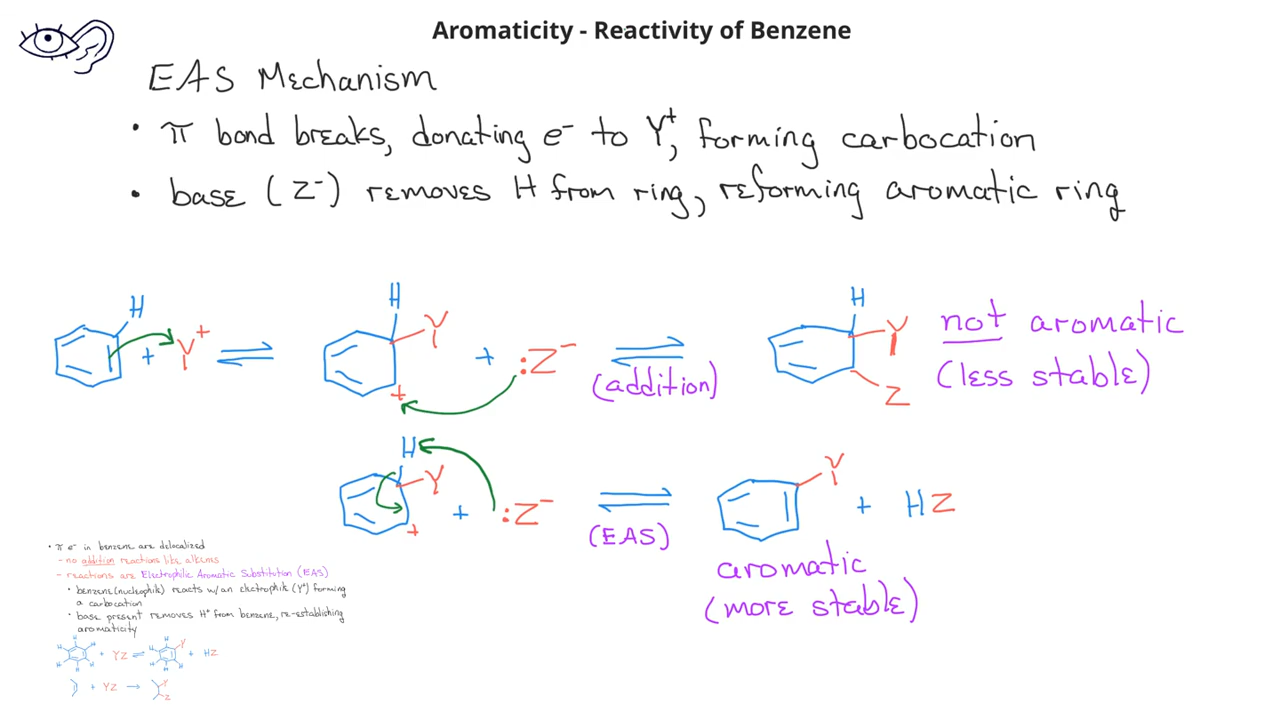 Aromaticity - Reactivity of Benzene
EAS Mechanism
• π bond breaks, donating e⁻ to Y⁺, forming carbocation
• base (Z⁻) removes H from ring, reforming aromatic ring
H
+ Y⁺ ⇌
H
Y
+
+ :Z⁻
⇌
(addition)
H
Y
Z
not aromatic
(less stable)
H
Y
+
+ :Z⁻
⇌
(EAS)
Y
+ HZ
aromatic
(more stable)
• π e⁻ in benzene are delocalized
- no addition reactions like alkenes
- reactions are Electrophilic Aromatic Substitution (EAS)
• benzene (nucleophile) reacts w/an electrophile (Y⁺) forming
a carbocation
• base present removes H⁺ from benzene, re-establishing
aromaticity
H H H H H H + YZ ⇌ H H H H H Y + HZ
+ YZ → Y Z